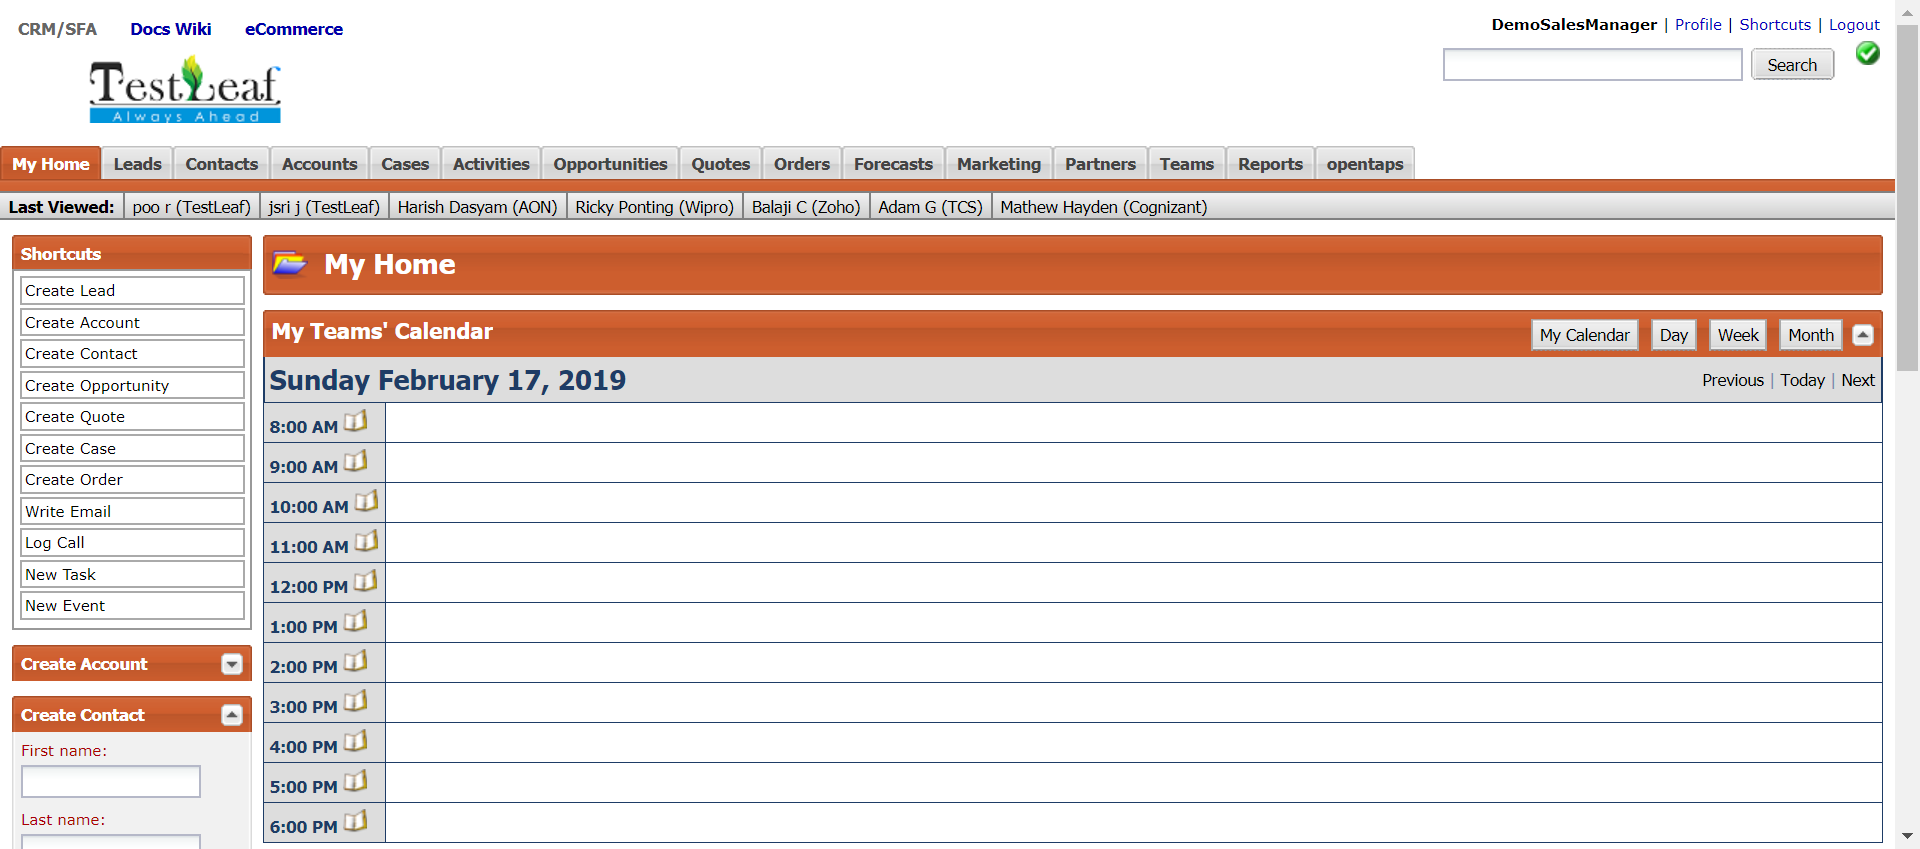 CRM/SFA Docs Wiki eCommerce
DemoSalesManager | Profile | Shortcuts | Logout
Search
TestLeaf
Always Ahead
My Home Leads Contacts Accounts Cases Activities Opportunities Quotes Orders Forecasts Marketing Partners Teams Reports opentaps
Last Viewed: poo r (TestLeaf) jsri j (TestLeaf) Harish Dasyam (AON) Ricky Ponting (Wipro) Balaji C (Zoho) Adam G (TCS) Mathew Hayden (Cognizant)
Shortcuts
Create Lead
Create Account
Create Contact
Create Opportunity
Create Quote
Create Case
Create Order
Write Email
Log Call
New Task
New Event
Create Account
Create Contact
First name:
Last name:
My Home
My Teams' Calendar
My Calendar Day Week Month
Sunday February 17, 2019
Previous | Today | Next
8:00 AM
9:00 AM
10:00 AM
11:00 AM
12:00 PM
1:00 PM
2:00 PM
3:00 PM
4:00 PM
5:00 PM
6:00 PM